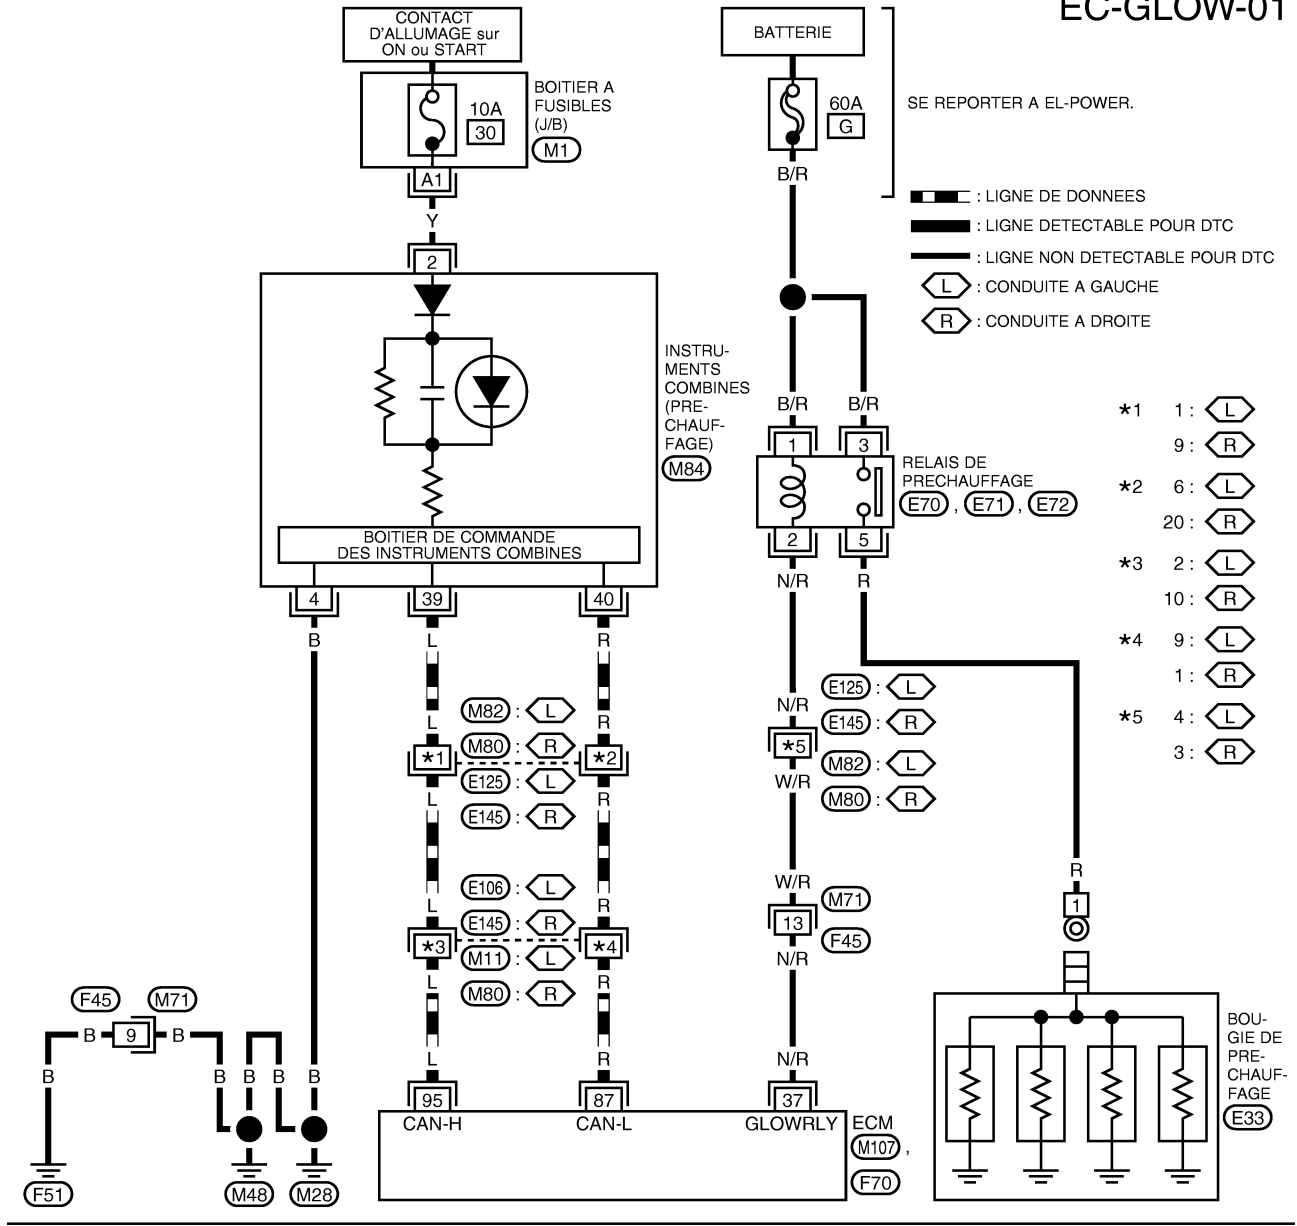 EC-GLOW-01
CONTACT
D'ALLUMAGE sur
ON ou START
BATTERIE
BOITIER A
FUSIBLES
(J/B)
M1
10A
30
60A
G
SE REPORTER A EL-POWER.
A1
Y
2
B/R
: LIGNE DE DONNEES
: LIGNE DETECTABLE POUR DTC
: LIGNE NON DETECTABLE POUR DTC
L : CONDUITE A GAUCHE
R : CONDUITE A DROITE
INSTRU-
MENTS
COMBINES
(PRE-
CHAUF-
FAGE)
M84
BOITIER DE COMMANDE
DES INSTRUMENTS COMBINES
4 39 40
B L R
B/R B/R
1 3
RELAIS DE
PRECHAUFFAGE
E70 , E71 , E72
2 5
N/R R
*1 1 : L
9 : R
*2 6 : L
20 : R
*3 2 : L
10 : R
*4 9 : L
1 : R
*5 4 : L
3 : R
L R
M82 : L
M80 : R
*1 *2
E125 : L
E145 : R
L R
N/R
*5
W/R
E125 : L
E145 : R
M82 : L
M80 : R
L R
E106 : L
E145 : R
*3 *4
M11 : L
M80 : R
L R
W/R
13
N/R
M71
F45
R
1
F45 M71
B 9 B
B B B B B
L R N/R
95 87 37
CAN-H CAN-L GLOWRLY
ECM
M107 ,
F70
F51 M48 M28
BOU-
GIE DE
PRE-
CHAUF-
FAGE
E33